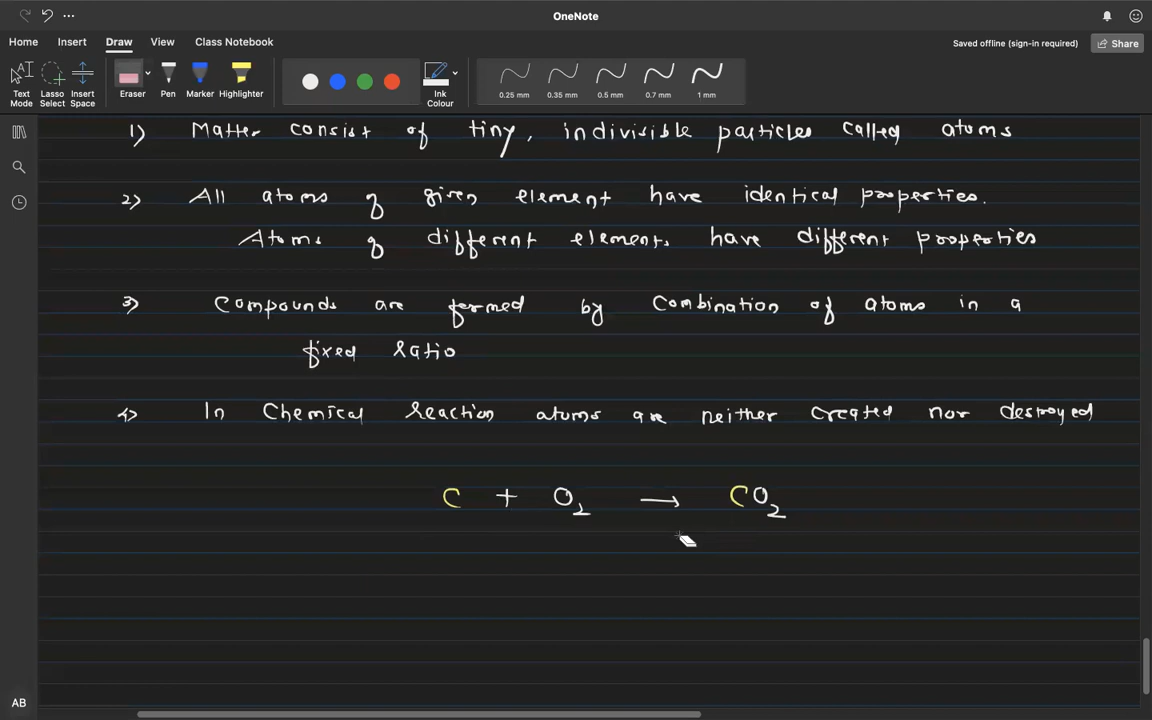 OneNote
Home Insert Draw View Class Notebook
Saved offline (sign-in required) Share
Text Mode Lasso Select Insert Space Eraser Pen Marker Highlighter Ink Colour 0.25 mm 0.35 mm 0.5 mm 0.7 mm 1 mm
1) Matter consist of tiny, indivisible particles called atoms
2) All atoms of given element have identical properties.
Atoms of different elements have different properties
3) Compounds are formed by Combination of atoms in a
fixed ratio
4) In Chemical reaction atoms are neither created nor destroyed
C + O₂ → CO₂
AB